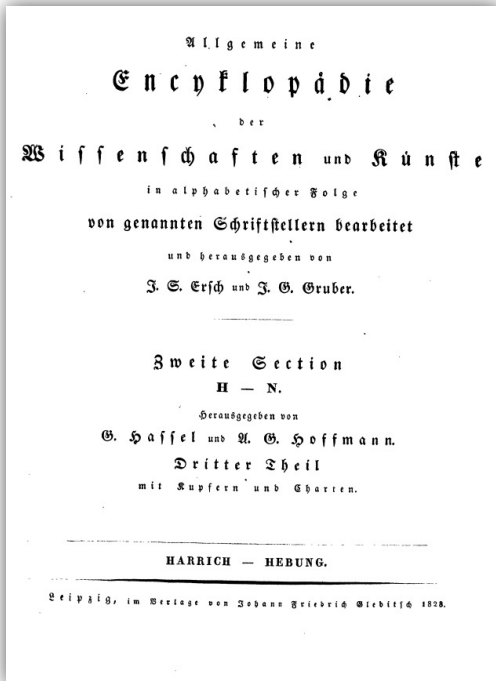 Allgemeine
Encyklopädie
der
Wissenschaften und Künste
in alphabetischer Folge
von genannten Schriftstellern bearbeitet
und herausgegeben von
J. S. Ersch und J. G. Gruber.
Zweite Section
H — N.
Herausgegeben von
G. Hassel und A. G. Hoffmann.
Dritter Theil
mit Kupfern und Charten.
HARRICH — HEBUNG.
Leipzig, im Verlage von Johann Friedrich Gleditsch 1828.